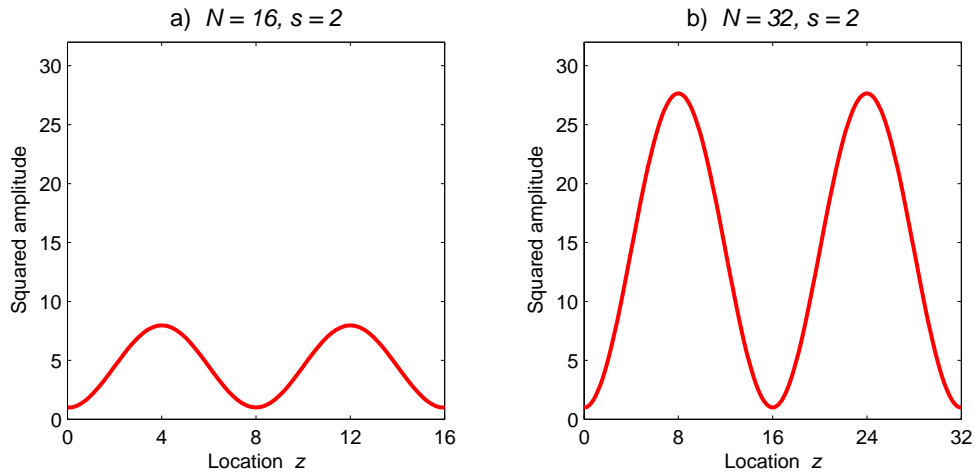 a) N = 16, s = 2
30
25
20
15
10
5
0
Squared amplitude
0 4 8 12 16
Location z
b) N = 32, s = 2
30
25
20
15
10
5
0
Squared amplitude
0 8 16 24 32
Location z